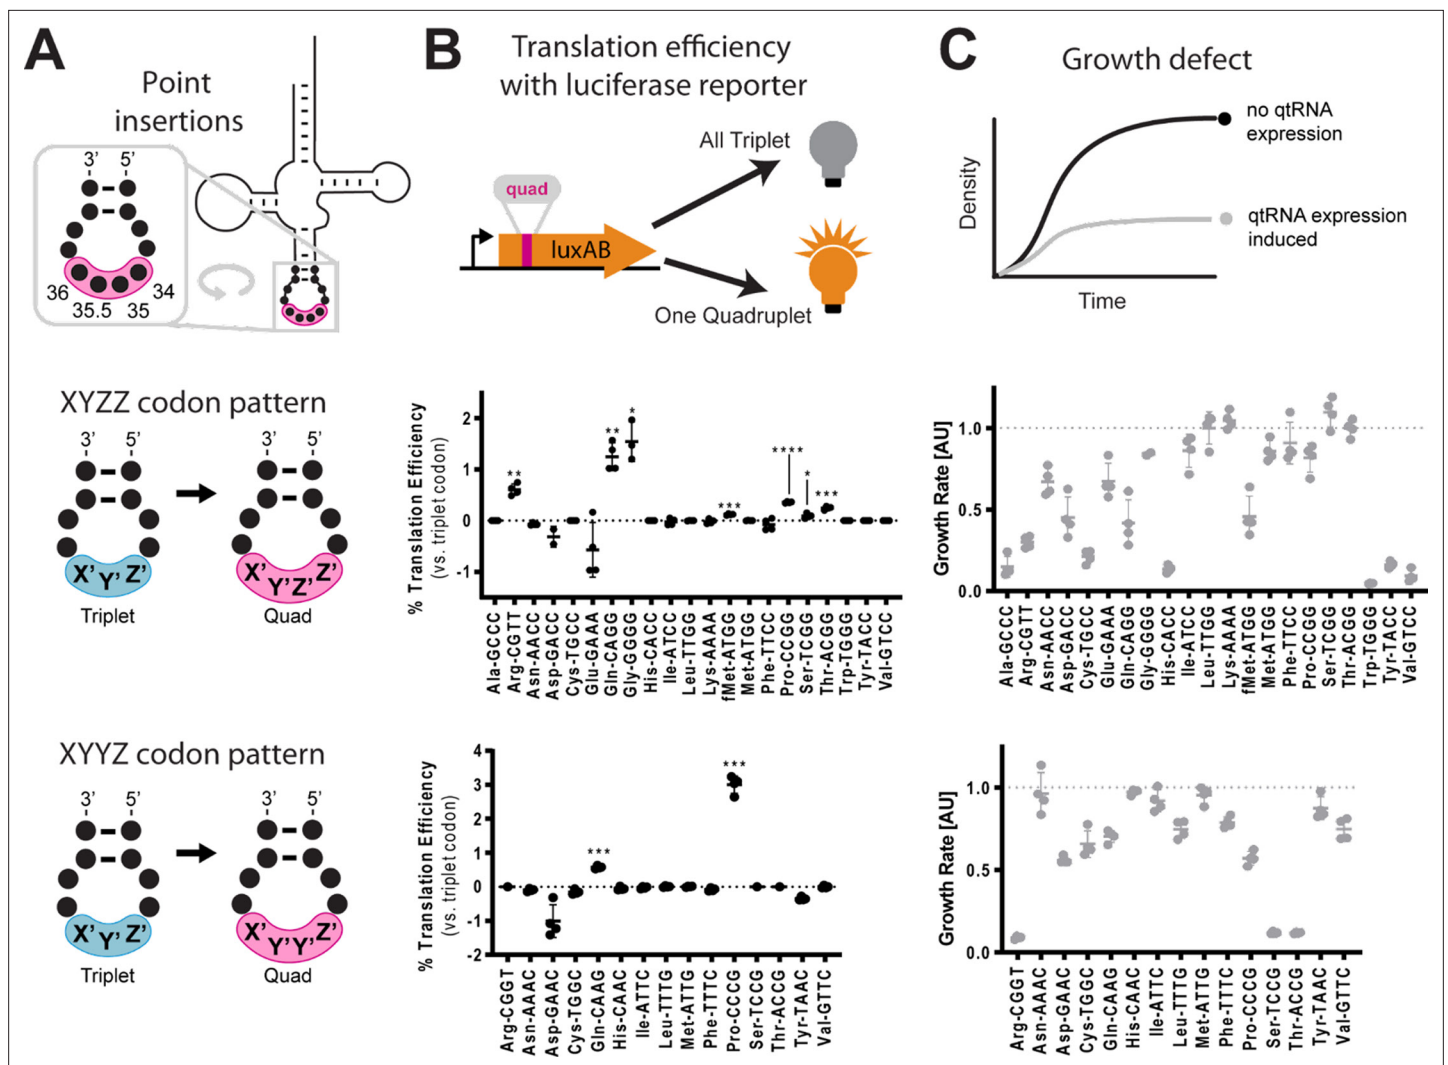 A
Point
insertions
3' 5'
36
34
35.5 35
B
Translation efficiency
with luciferase reporter
All Triplet
quad
luxAB
One Quadruplet
C
Growth defect
Density
no qtRNA
expression
qtRNA expression
induced
Time
XYZZ codon pattern
3' 5'
3' 5'
X' Y' Z'
X' Y' Z' Z'
Triplet
Quad
% Translation Efficiency
(vs. triplet codon)
2
1
0
-1
**
**
*
***
****
*
***
Ala-GCCC
Arg-CGTT
Asn-AACC
Asp-GACC
Cys-TGCC
Glu-GAAA
Gln-CAGG
Gly-GGGG
His-CACC
Ile-ATCC
Leu-TTGG
Lys-AAAA
fMet-ATGG
Met-ATGG
Phe-TTCC
Pro-CCGG
Ser-TCGG
Thr-ACGG
Trp-TGGG
Tyr-TACC
Val-GTCC
Growth Rate [AU]
1.0
0.5
0.0
Ala-GCCC
Arg-CGTT
Asn-AACC
Asp-GACC
Cys-TGCC
Glu-GAAA
Gln-CAGG
Gly-GGGG
His-CACC
Ile-ATCC
Leu-TTGG
Lys-AAAA
fMet-ATGG
Met-ATGG
Phe-TTCC
Pro-CCGG
Ser-TCGG
Thr-ACGG
Trp-TGGG
Tyr-TACC
Val-GTCC
XYYZ codon pattern
3' 5'
3' 5'
X' Y' Z'
X' Y' Y' Z'
Triplet
Quad
% Translation Efficiency
(vs. triplet codon)
4
3
2
1
0
-1
-2
***
***
Arg-CGGT
Asn-AAAC
Asp-GAAC
Cys-TGGC
Gln-CAAG
His-CAAC
Ile-ATTC
Leu-TTTG
Met-ATTG
Phe-TTTC
Pro-CCCG
Ser-TCCG
Thr-ACCG
Tyr-TAAC
Val-GTTC
Growth Rate [AU]
1.0
0.5
0.0
Arg-CGGT
Asn-AAAC
Asp-GAAC
Cys-TGGC
Gln-CAAG
His-CAAC
Ile-ATTC
Leu-TTTG
Met-ATTG
Phe-TTTC
Pro-CCCG
Ser-TCCG
Thr-ACCG
Tyr-TAAC
Val-GTTC